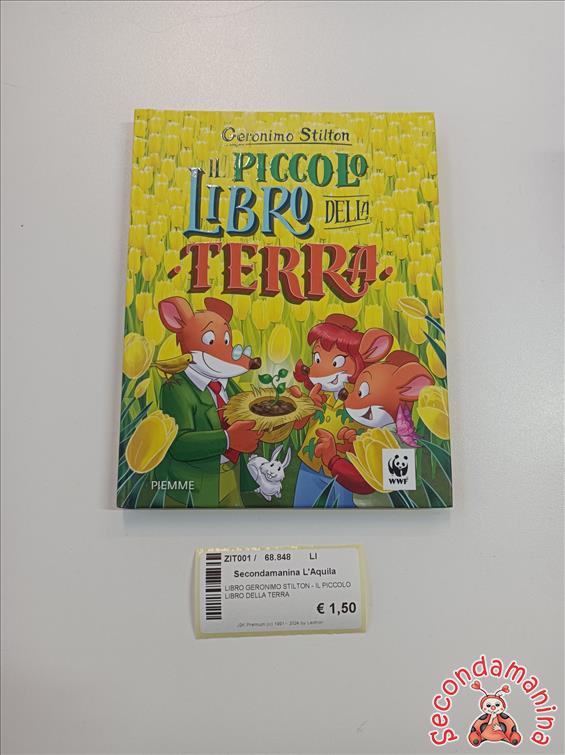 Geronimo Stilton
IL PICCOLO
LIBRO DELLA
TERRA
PIEMME
WWF
ZIT001 / 68.848 LI
Secondamanina L'Aquila
LIBRO GERONIMO STILTON - IL PICCOLO
LIBRO DELLA TERRA
€ 1,50
Secondamanina